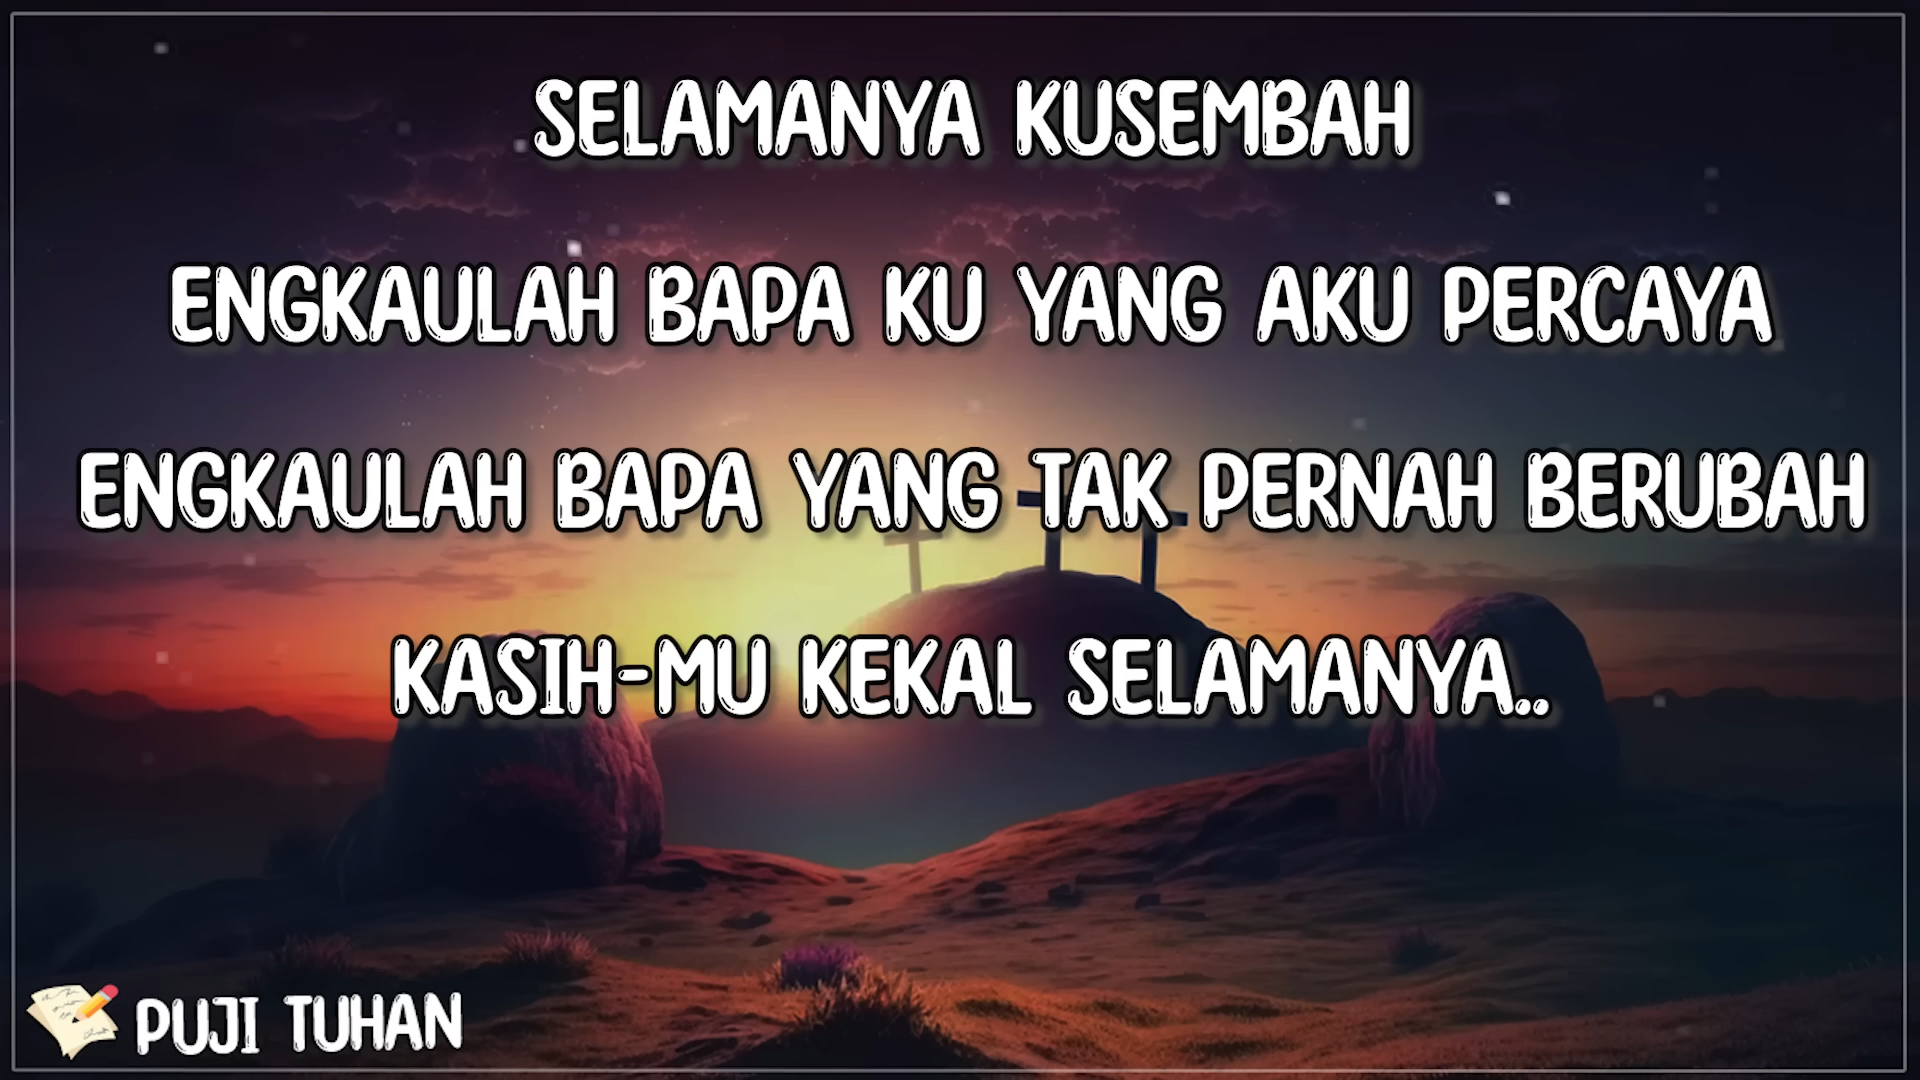 SELAMANYA KUSEMBAH
ENGKAULAH BAPA KU YANG AKU PERCAYA
ENGKAULAH BAPA YANG TAK PERNAH BERUBAH
KASIH-MU KEKAL SELAMANYA..
PUJI TUHAN